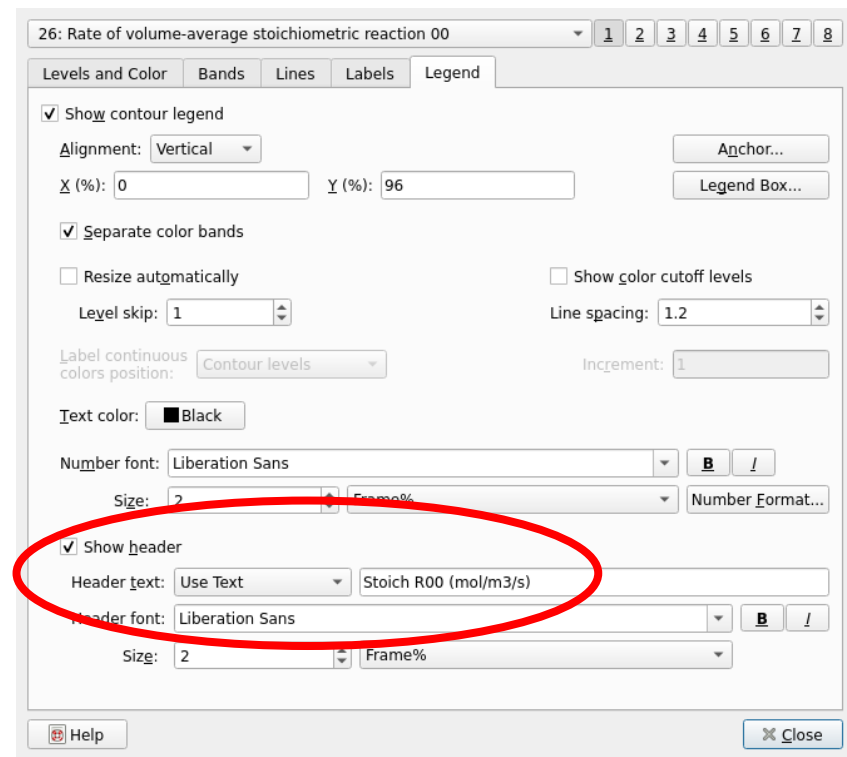 26: Rate of volume-average stoichiometric reaction 00 1 2 3 4 5 6 7 8
Levels and Color Bands Lines Labels Legend
Show contour legend
Alignment: Vertical Anchor...
X (%): 0 Y (%): 96 Legend Box...
Separate color bands
Resize automatically Show color cutoff levels
Level skip: 1 Line spacing: 1.2
Label continuous
colors position: Contour levels Increment: 1
Text color: Black
Number font: Liberation Sans B I
Size: 2 Frame% Number Format...
Show header
Header text: Use Text Stoich R00 (mol/m3/s)
Header font: Liberation Sans B I
Size: 2 Frame%
Help Close